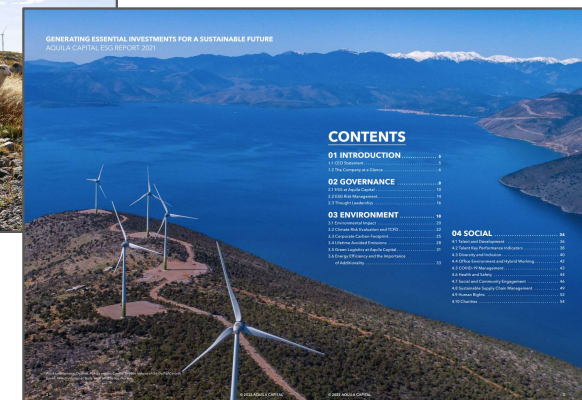 GENERATING ESSENTIAL INVESTMENTS FOR A SUSTAINABLE FUTURE
AQUILA CAPITAL ESG REPORT 2021
CONTENTS
01 INTRODUCTION
1.1 CEO Statement
1.2 The Company at a Glance
02 GOVERNANCE
2.1 ESG at Aquila Capital
2.2 ESG Risk Management
2.3 Thought Leadership
03 ENVIRONMENT
3.1 Environmental Impact
3.2 Climate Risk Evaluation and TCFD
3.3 Corporate Carbon Footprint
3.4 Lifetime Avoided Emissions
3.5 Green Logistics at Aquila Capital
3.6 Energy Efficiency and the Importance
of Additionality
04 SOCIAL
4.1 Talent and Development
4.2 Talent Key Performance Indicators
4.3 Diversity and Inclusion
4.4 Office Environment and Hybrid Working
4.5 COVID-19 Management
4.6 Health and Safety
4.7 Social and Community Engagement
4.8 Sustainable Supply Chain Management
4.9 Human Rights
4.10 Charities
© 2022 AQUILA CAPITAL
© 2022 AQUILA CAPITAL